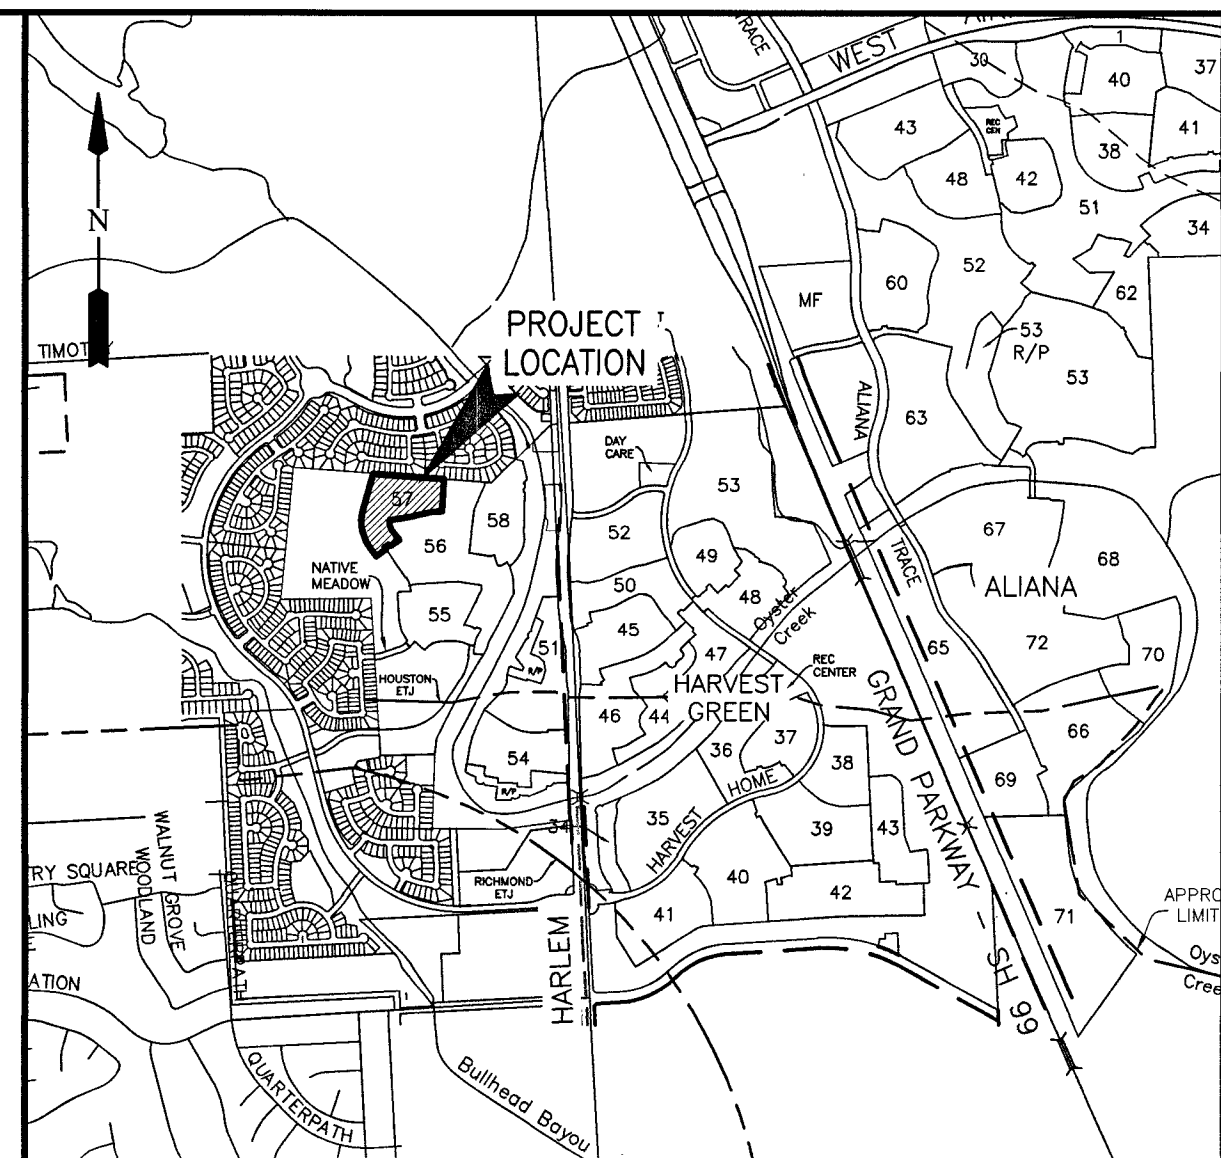 TRACE
WEST
30
1
37
40
43
REC
CEN
38
41
48
42
51
34
N
52
60
MF
62
PROJECT
LOCATION
53
R/P
53
TIMOT
ALIANA
63
DAY
CARE
53
57
58
52
67
56
49
TRACE
68
NATIVE
MEADOW
50
48
Oyster
Creek
ALIANA
55
45
51
47
65
72
70
R/P
REC
CENTER
HOUSTON
ETJ
HARVEST
GREEN
GRAND PARKWAY
46
44
36
37
66
54
38
HOME
69
R/P
34
35
39
43
HARVEST
WALNUT GROVE
WOODLAND
TRY SQUARE
RICHMOND
ETJ
40
42
LING
41
71
APPRO
LIMIT
HARLEM
SH 99
Oys
Cree
ATION
QUARTERPATH
Bullhead Bayou